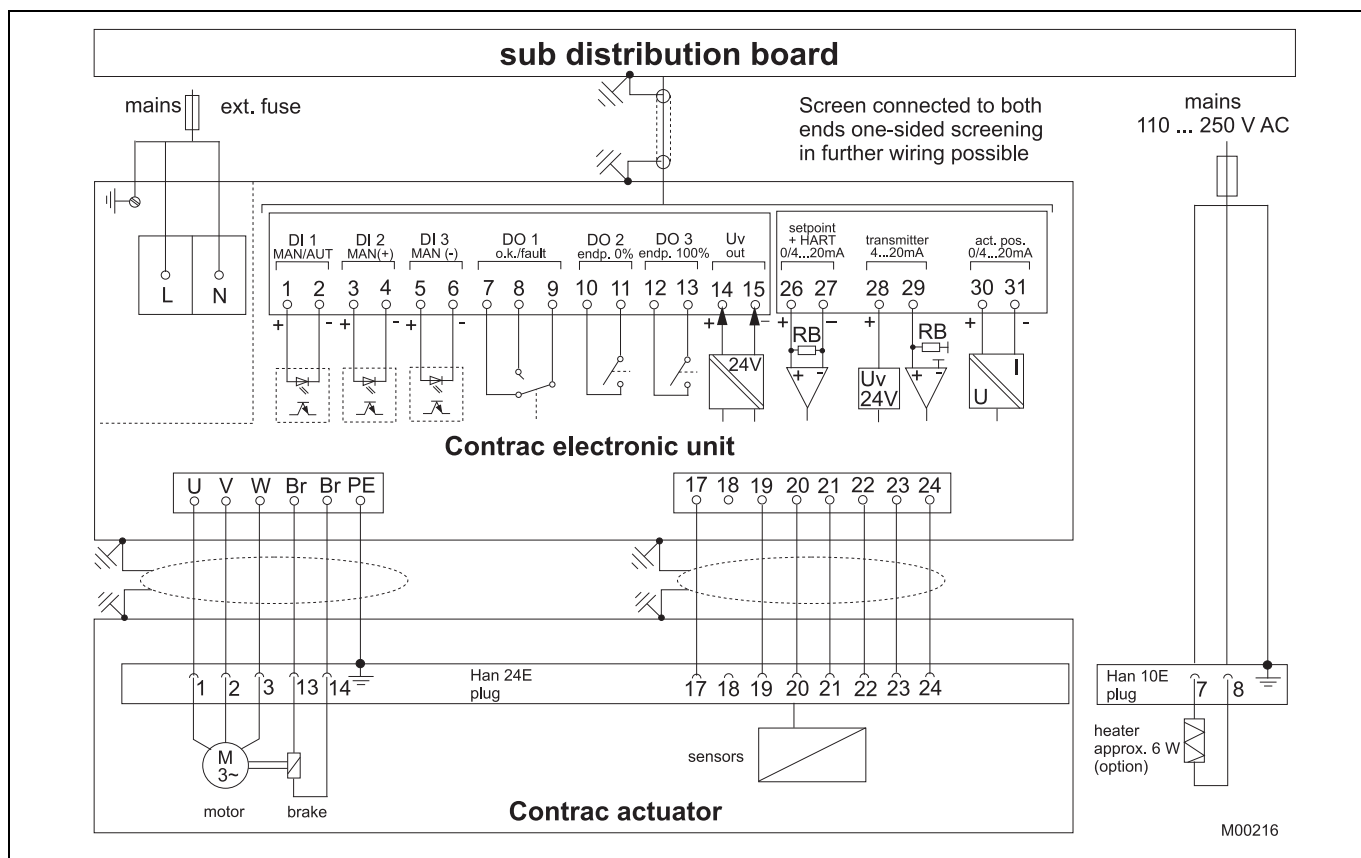 sub distribution board
mains
ext. fuse
Screen connected to both
ends one-sided screening
in further wiring possible
mains
110 ... 250 V AC
L N
DI 1
MAN/AUT
DI 2
MAN(+)
DI 3
MAN (-)
DO 1
o.k./fault
DO 2
endp. 0%
DO 3
endp. 100%
Uv
out
setpoint
+ HART
0/4...20mA
transmitter
4...20mA
act. pos.
0/4...20mA
1 2 3 4 5 6 7 8 9 10 11 12 13 14 15 26 27 28 29 30 31
+ - + - + - + - + - + + -
RB RB
24V
+ - + -
Uv
24V
I
U
Contrac electronic unit
U V W Br Br PE
17 18 19 20 21 22 23 24
1 2 3 13 14
Han 24E
plug
17 18 19 20 21 22 23 24
Han 10E
plug
7 8
M
3~
motor
brake
sensors
heater
approx. 6 W
(option)
Contrac actuator
M00216